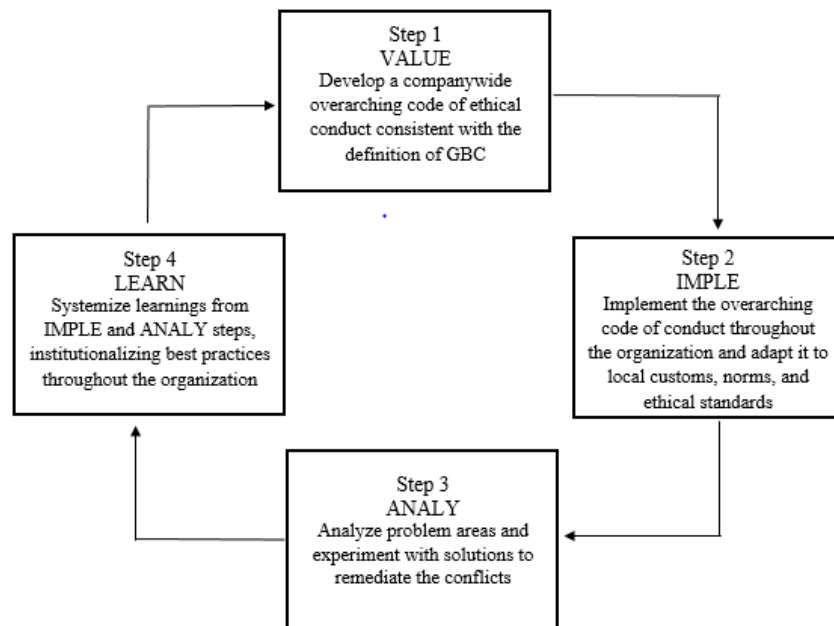 Step 1
VALUE
Develop a companywide
overarching code of ethical
conduct consistent with the
definition of GBC
Step 2
IMPLE
Implement the overarching
code of conduct throughout
the organization and adapt it to
local customs, norms, and
ethical standards
Step 3
ANALY
Analyze problem areas and
experiment with solutions to
remediate the conflicts
Step 4
LEARN
Systemize learnings from
IMPLE and ANALY steps,
institutionalizing best practices
throughout the organization